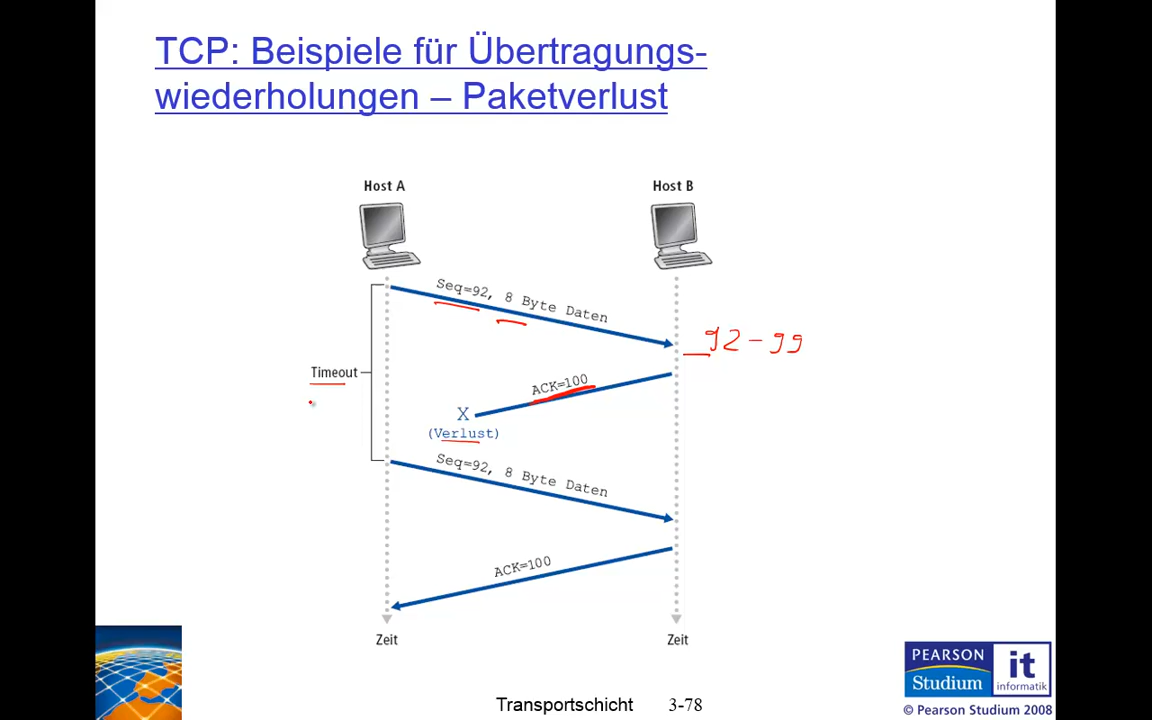 TCP: Beispiele für Übertragungs-
wiederholungen – Paketverlust
Host A
Host B
Seq=92, 8 Byte Daten
92-99
Timeout
ACK=100
X
(Verlust)
Seq=92, 8 Byte Daten
ACK=100
Zeit
Zeit
PEARSON
Studium
it
informatik
Transportschicht 3-78
© Pearson Studium 2008